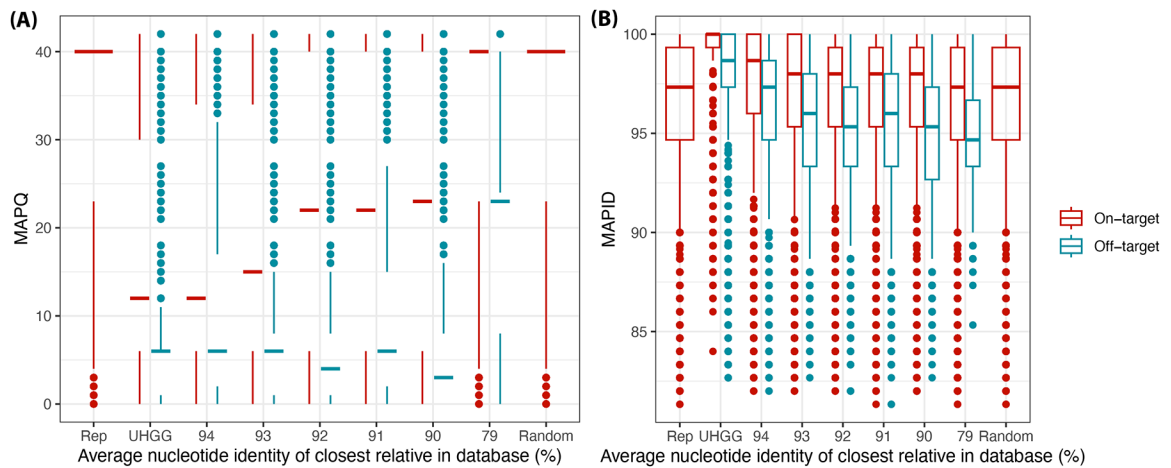 (A)
MAPQ
40
30
20
10
0
Rep UHGG 94 93 92 91 90 79 Random
Average nucleotide identity of closest relative in database (%)
(B)
MAPID
100
95
90
85
Rep UHGG 94 93 92 91 90 79 Random
Average nucleotide identity of closest relative in database (%)
On-target
Off-target